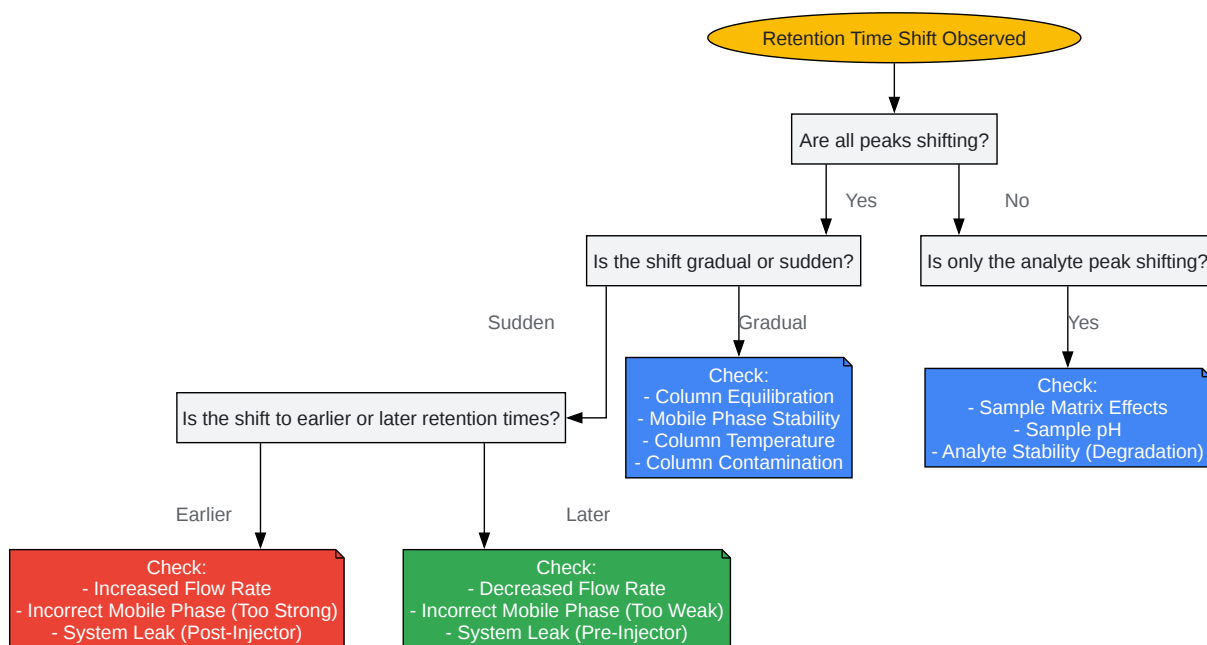 Retention Time Shift Observed
Are all peaks shifting?
Yes
No
Is the shift gradual or sudden?
Is only the analyte peak shifting?
Sudden
Gradual
Yes
Check:
- Column Equilibration
- Mobile Phase Stability
- Column Temperature
- Column Contamination
Check:
- Sample Matrix Effects
- Sample pH
- Analyte Stability (Degradation)
Is the shift to earlier or later retention times?
Earlier
Later
Check:
- Increased Flow Rate
- Incorrect Mobile Phase (Too Strong)
- System Leak (Post-Injector)
Check:
- Decreased Flow Rate
- Incorrect Mobile Phase (Too Weak)
- System Leak (Pre-Injector)